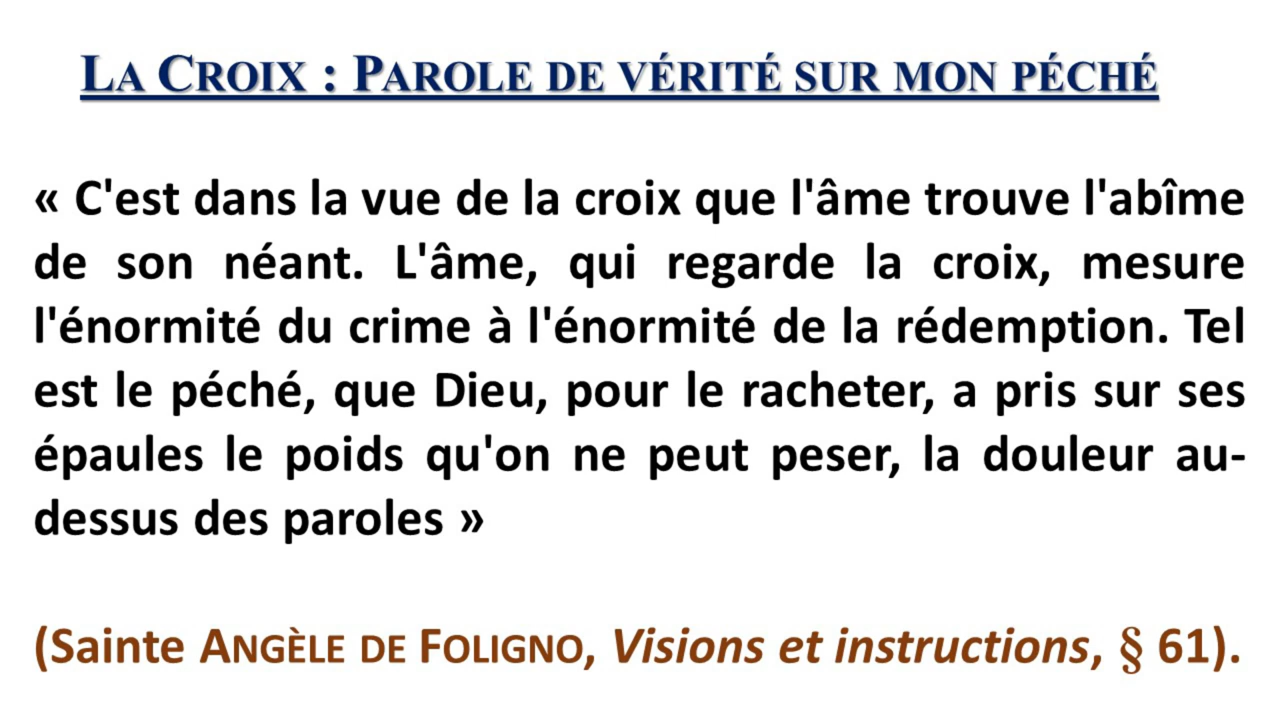 LA CROIX : PAROLE DE VÉRITÉ SUR MON PÉCHÉ
« C'est dans la vue de la croix que l'âme trouve l'abîme
de son néant. L'âme, qui regarde la croix, mesure
l'énormité du crime à l'énormité de la rédemption. Tel
est le péché, que Dieu, pour le racheter, a pris sur ses
épaules le poids qu'on ne peut peser, la douleur au-
dessus des paroles »
(Sainte ANGÈLE DE FOLIGNO, Visions et instructions, § 61).